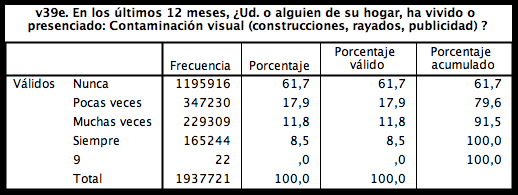 v39e. En los últimos 12 meses, ¿Ud. o alguien de su hogar, ha vivido o
presenciado: Contaminación visual (construcciones, rayados, publicidad) ?
Frecuencia Porcentaje Porcentaje válido Porcentaje acumulado
Válidos Nunca 1195916 61,7 61,7 61,7
Pocas veces 347230 17,9 17,9 79,6
Muchas veces 229309 11,8 11,8 91,5
Siempre 165244 8,5 8,5 100,0
9 22 ,0 ,0 100,0
Total 1937721 100,0 100,0